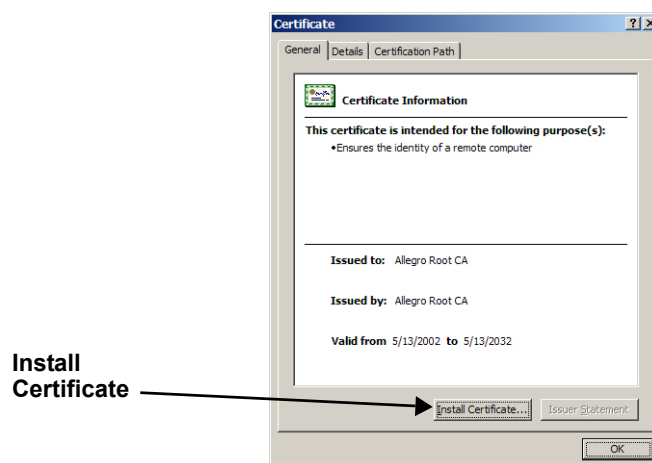 Certificate
General Details Certification Path
Certificate Information
This certificate is intended for the following purpose(s):
•Ensures the identity of a remote computer
Issued to: Allegro Root CA
Issued by: Allegro Root CA
Valid from 5/13/2002 to 5/13/2032
Install
Certificate
Install Certificate... Issuer Statement
OK